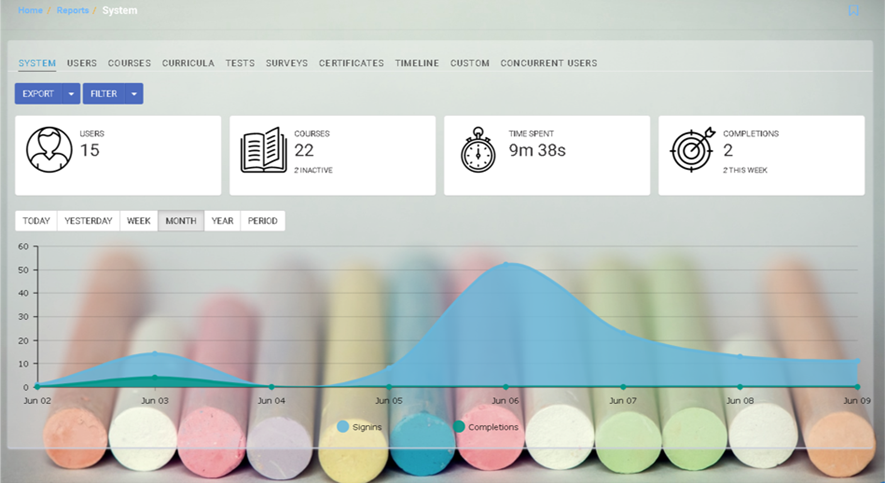 Home / Reports / System
SYSTEM USERS COURSES CURRICULA TESTS SURVEYS CERTIFICATES TIMELINE CUSTOM CONCURRENT USERS
EXPORT FILTER
USERS
15
COURSES
22
2 INACTIVE
TIME SPENT
9m 38s
COMPLETIONS
2
2 THIS WEEK
TODAY YESTERDAY WEEK MONTH YEAR PERIOD
60
50
40
30
20
10
0
Jun 02 Jun 03 Jun 04 Jun 05 Jun 06 Jun 07 Jun 08 Jun 09
Signins Completions